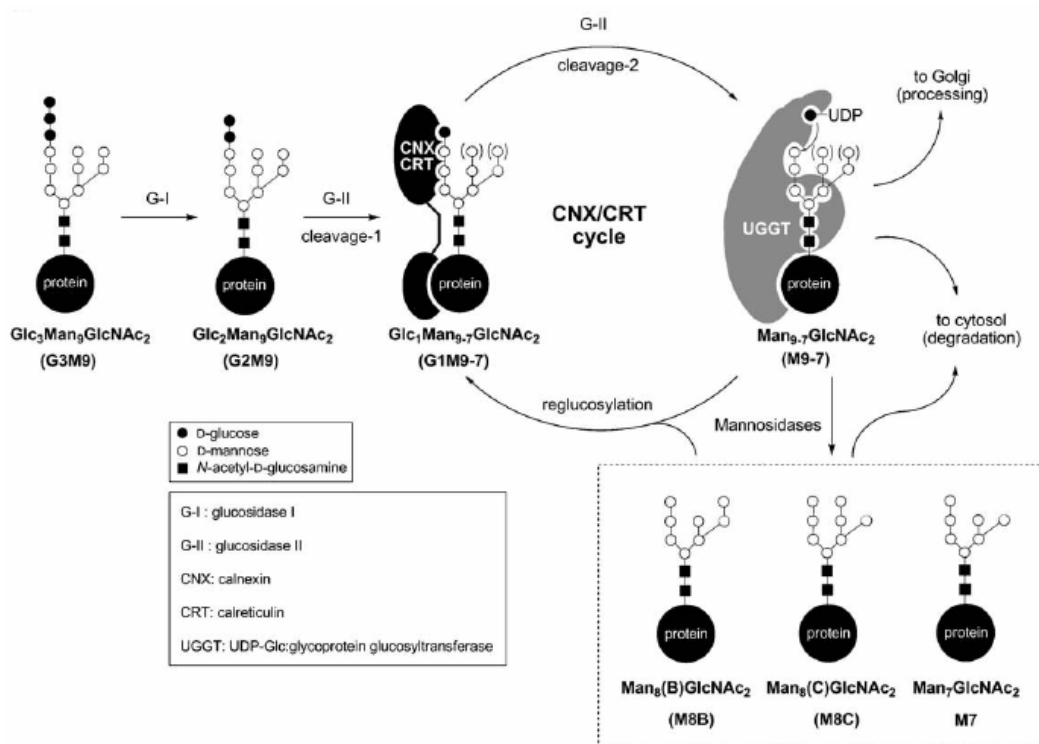 G-II
cleavage-2
to Golgi
(processing)
UDP
CNX
CRT
G-I
G-II
cleavage-1
CNX/CRT
cycle
UGGT
protein
protein
protein
protein
Glc₃Man₉GlcNAc₂
(G3M9)
Glc₂Man₉GlcNAc₂
(G2M9)
Glc₁Man₉₋₇GlcNAc₂
(G1M9-7)
Man₉₋₇GlcNAc₂
(M9-7)
to cytosol
(degradation)
reglucosylation
Mannosidases
D-glucose
D-mannose
N-acetyl-D-glucosamine
G-I : glucosidase I
G-II : glucosidase II
CNX: calnexin
CRT: calreticulin
UGGT: UDP-Glc:glycoprotein glucosyltransferase
protein
protein
protein
Man₈(B)GlcNAc₂
(M8B)
Man₈(C)GlcNAc₂
(M8C)
Man₇GlcNAc₂
M7